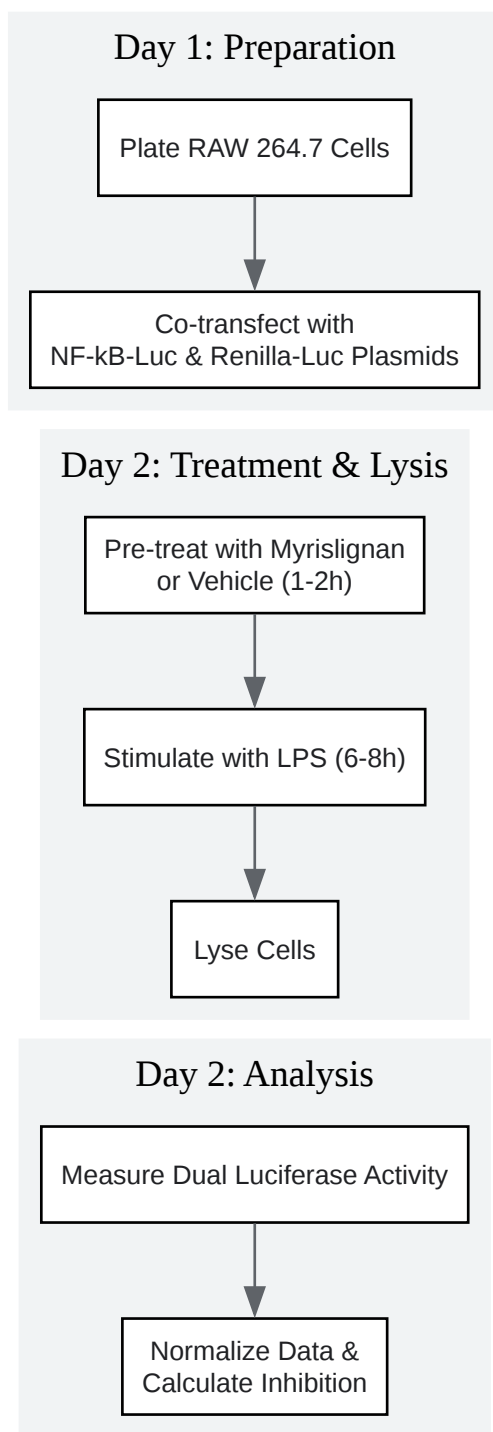 Day 1: Preparation
Plate RAW 264.7 Cells
Co-transfect with
NF-kB-Luc & Renilla-Luc Plasmids
Day 2: Treatment & Lysis
Pre-treat with Myrislignan
or Vehicle (1-2h)
Stimulate with LPS (6-8h)
Lyse Cells
Day 2: Analysis
Measure Dual Luciferase Activity
Normalize Data &
Calculate Inhibition